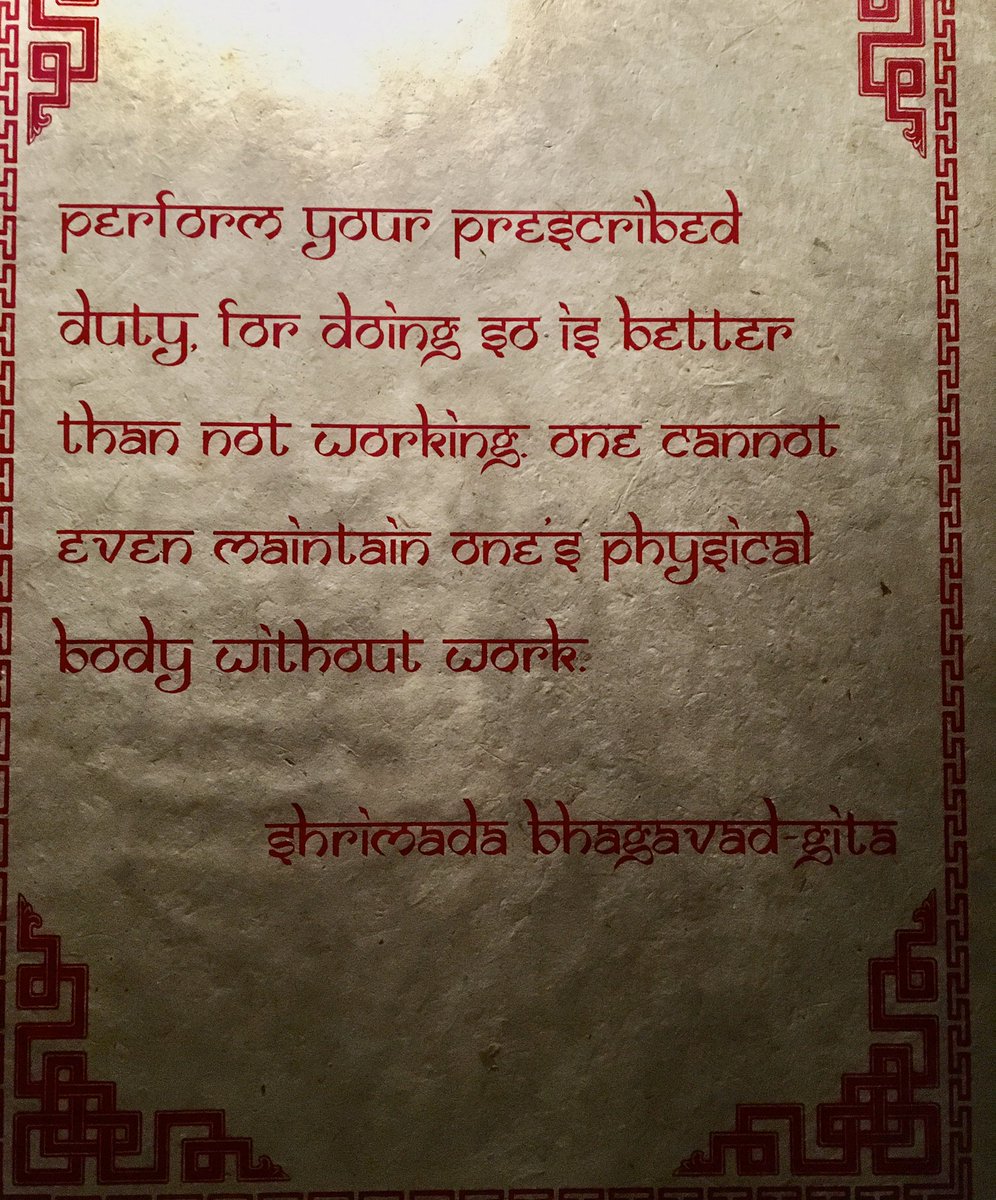 perform your prescribed
duty, for doing so is better
than not working. one cannot
even maintain one's physical
body without work.
shrimada bhagavad-gita